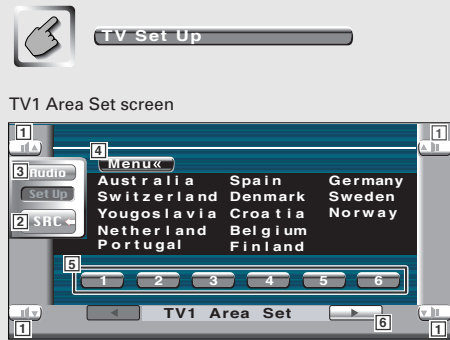 TV Set Up
TV1 Area Set screen
1 1
4
Menu«
3 Audio
Australia Spain Germany
Set Up Switzerland Denmark Sweden
Yougoslavia Croatia Norway
2 SRC
Netherland Belgium
Portugal Finland
5
1 2 3 4 5 6
TV1 Area Set
6
1 1